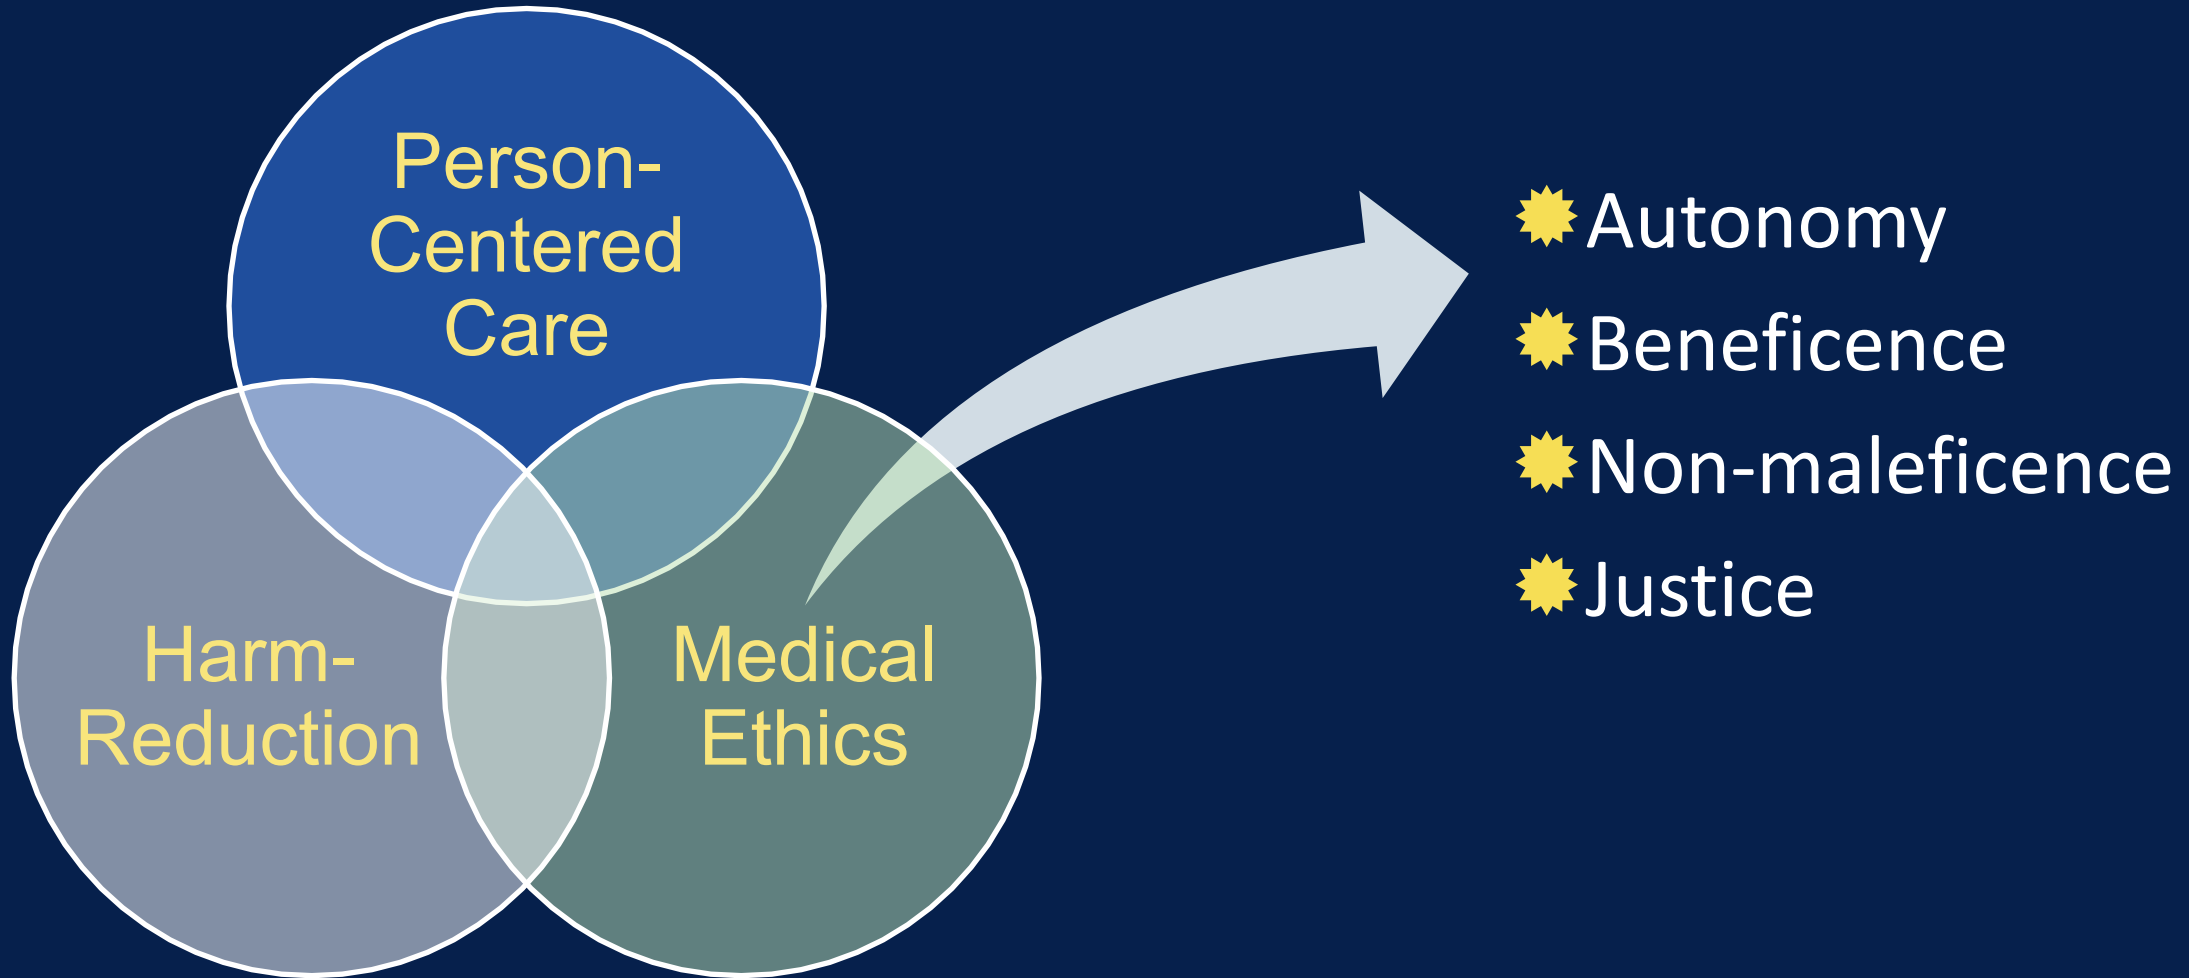 Person-
Centered
Care
Harm-
Reduction
Medical
Ethics
Autonomy
Beneficence
Non-maleficence
Justice